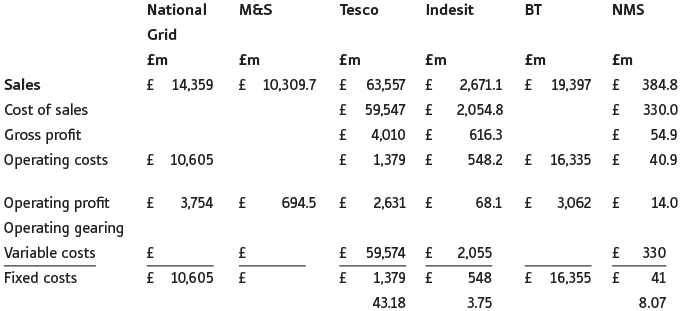 National M&S Tesco Indesit BT NMS
Grid
£m £m £m £m £m £m
Sales £ 14,359 £ 10,309.7 £ 63,557 £ 2,671.1 £ 19,397 £ 384.8
Cost of sales £ 59,547 £ 2,054.8 £ 330.0
Gross profit £ 4,010 £ 616.3 £ 54.9
Operating costs £ 10,605 £ 1,379 £ 548.2 £ 16,335 £ 40.9
Operating profit £ 3,754 £ 694.5 £ 2,631 £ 68.1 £ 3,062 £ 14.0
Operating gearing
Variable costs £ £ £ 59,574 £ 2,055 £ 330
Fixed costs £ 10,605 £ £ 1,379 £ 548 £ 16,355 £ 41
43.18 3.75 8.07